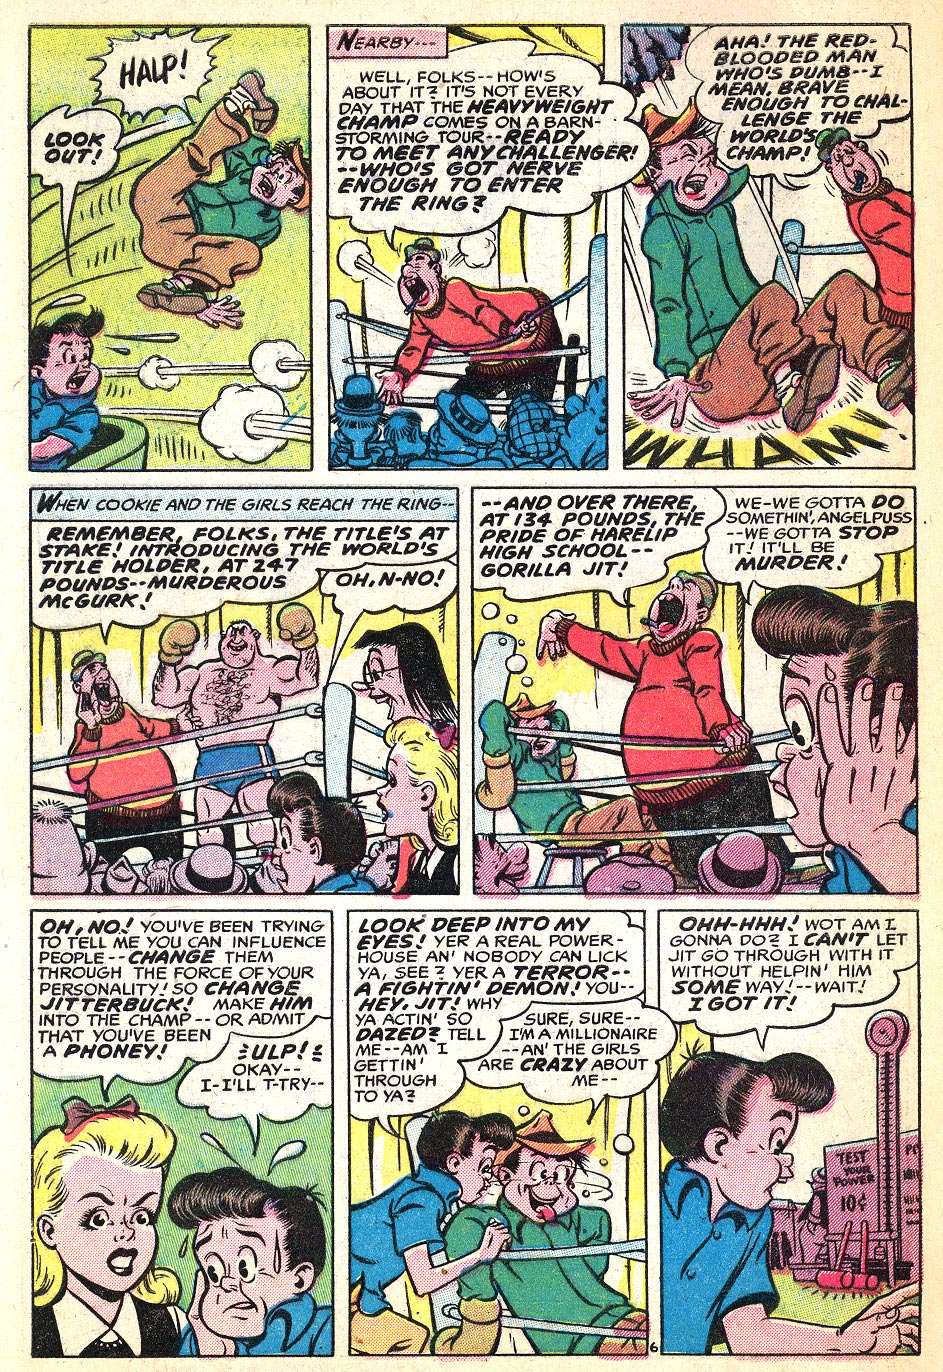 HALP!
LOOK
OUT!
NEARBY---
WELL, FOLKS--HOW'S
ABOUT IT? IT'S NOT EVERY
DAY THAT THE HEAVYWEIGHT
CHAMP COMES ON A BARN-
STORMING TOUR--READY
TO MEET ANY CHALLENGER!
--WHO'S GOT NERVE
ENOUGH TO ENTER
THE RING?
AHA! THE RED-
BLOODED MAN
WHO'S DUMB--I
MEAN, BRAVE
ENOUGH TO CHAL-
LENGE THE
WORLD'S
CHAMP!
WHAM!
WHEN COOKIE AND THE GIRLS REACH THE RING--
REMEMBER, FOLKS, THE TITLE'S AT
STAKE! INTRODUCING THE WORLD'S
TITLE HOLDER, AT 247
POUNDS--MURDEROUS
McGURK!
OH, N-NO!
--AND OVER THERE,
AT 134 POUNDS, THE
PRIDE OF HARELIP
HIGH SCHOOL--
GORILLA JIT!
WE-WE GOTTA DO
SOMETHIN', ANGELPUSS
--WE GOTTA STOP
IT! IT'LL BE
MURDER!
OH, NO! YOU'VE BEEN TRYING
TO TELL ME YOU CAN INFLUENCE
PEOPLE--CHANGE THEM
THROUGH THE FORCE OF YOUR
PERSONALITY! SO CHANGE
JITTERBUCK! MAKE HIM
INTO THE CHAMP--OR ADMIT
THAT YOU'VE BEEN
A PHONEY!
ULP!
OKAY--
I-I'LL T-TRY--
LOOK DEEP INTO MY
EYES! YER A REAL POWER-
HOUSE AN' NOBODY CAN LICK
YA, SEE? YER A TERROR--
A FIGHTIN' DEMON! YOU--
HEY, JIT! WHY
YA ACTIN' SO
DAZED? TELL
ME--AM I
GETTIN'
THROUGH
TO YA?
SURE, SURE--
I'M A MILLIONAIRE
--AN' THE GIRLS
ARE CRAZY ABOUT
ME--
6
OHH-HHH! WOT AM I
GONNA DO? I CAN'T LET
JIT GO THROUGH WITH IT
WITHOUT HELPIN' HIM
SOME WAY!--WAIT!
I GOT IT!
TEST
YOUR
POWER
10¢